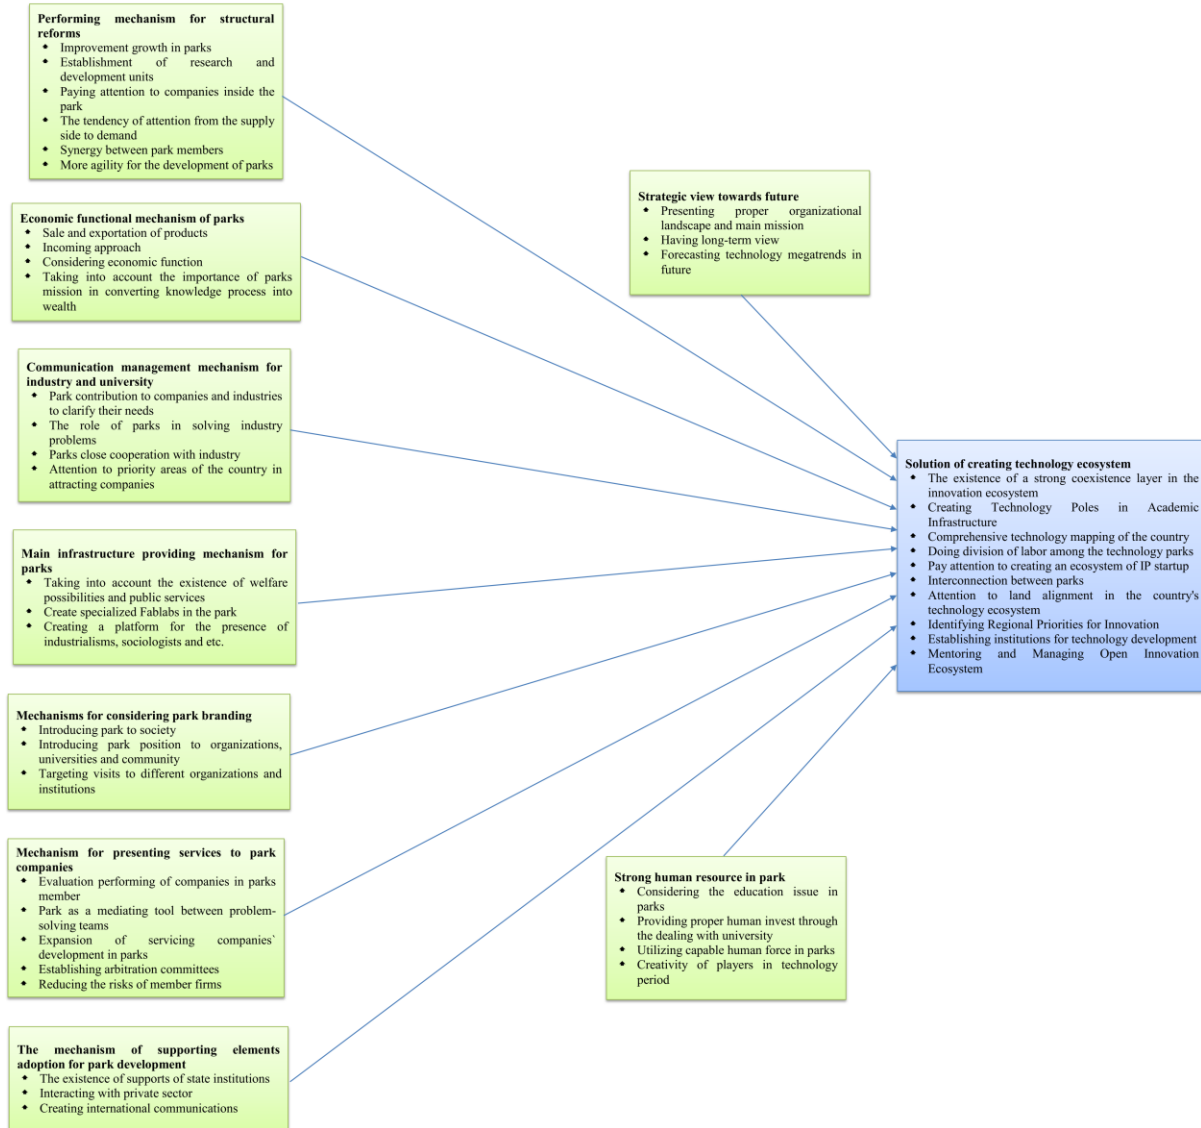 Performing mechanism for structural
reforms
◆ Improvement growth in parks
◆ Establishment of research and
development units
◆ Paying attention to companies inside the
park
◆ The tendency of attention from the supply
side to demand
◆ Synergy between park members
◆ More agility for the development of parks
Economic functional mechanism of parks
◆ Sale and exportation of products
◆ Incoming approach
◆ Considering economic function
◆ Taking into account the importance of parks
mission in converting knowledge process into
wealth
Communication management mechanism for
industry and university
◆ Park contribution to companies and industries
to clarify their needs
◆ The role of parks in solving industry
problems
◆ Parks close cooperation with industry
◆ Attention to priority areas of the country in
attracting companies
Main infrastructure providing mechanism for
parks
◆ Taking into account the existence of welfare
possibilities and public services
◆ Create specialized Fablabs in the park
◆ Creating a platform for the presence of
industrialisms, sociologists and etc.
Mechanisms for considering park branding
◆ Introducing park to society
◆ Introducing park position to organizations,
universities and community
◆ Targeting visits to different organizations and
institutions
Mechanism for presenting services to park
companies
◆ Evaluation performing of companies in parks
member
◆ Park as a mediating tool between problem-
solving teams
◆ Expansion of servicing companies`
development in parks
◆ Establishing arbitration committees
◆ Reducing the risks of member firms
The mechanism of supporting elements
adoption for park development
◆ The existence of supports of state institutions
◆ Interacting with private sector
◆ Creating international communications
Strategic view towards future
◆ Presenting proper organizational
landscape and main mission
◆ Having long-term view
◆ Forecasting technology megatrends in
future
Strong human resource in park
◆ Considering the education issue in
parks
◆ Providing proper human invest through
the dealing with university
◆ Utilizing capable human force in parks
◆ Creativity of players in technology
period
Solution of creating technology ecosystem
◆ The existence of a strong coexistence layer in the
innovation ecosystem
◆ Creating Technology Poles in Academic
Infrastructure
◆ Comprehensive technology mapping of the country
◆ Doing division of labor among the technology parks
◆ Pay attention to creating an ecosystem of IP startup
◆ Interconnection between parks
◆ Attention to land alignment in the country's
technology ecosystem
◆ Identifying Regional Priorities for Innovation
◆ Establishing institutions for technology development
◆ Mentoring and Managing Open Innovation
Ecosystem